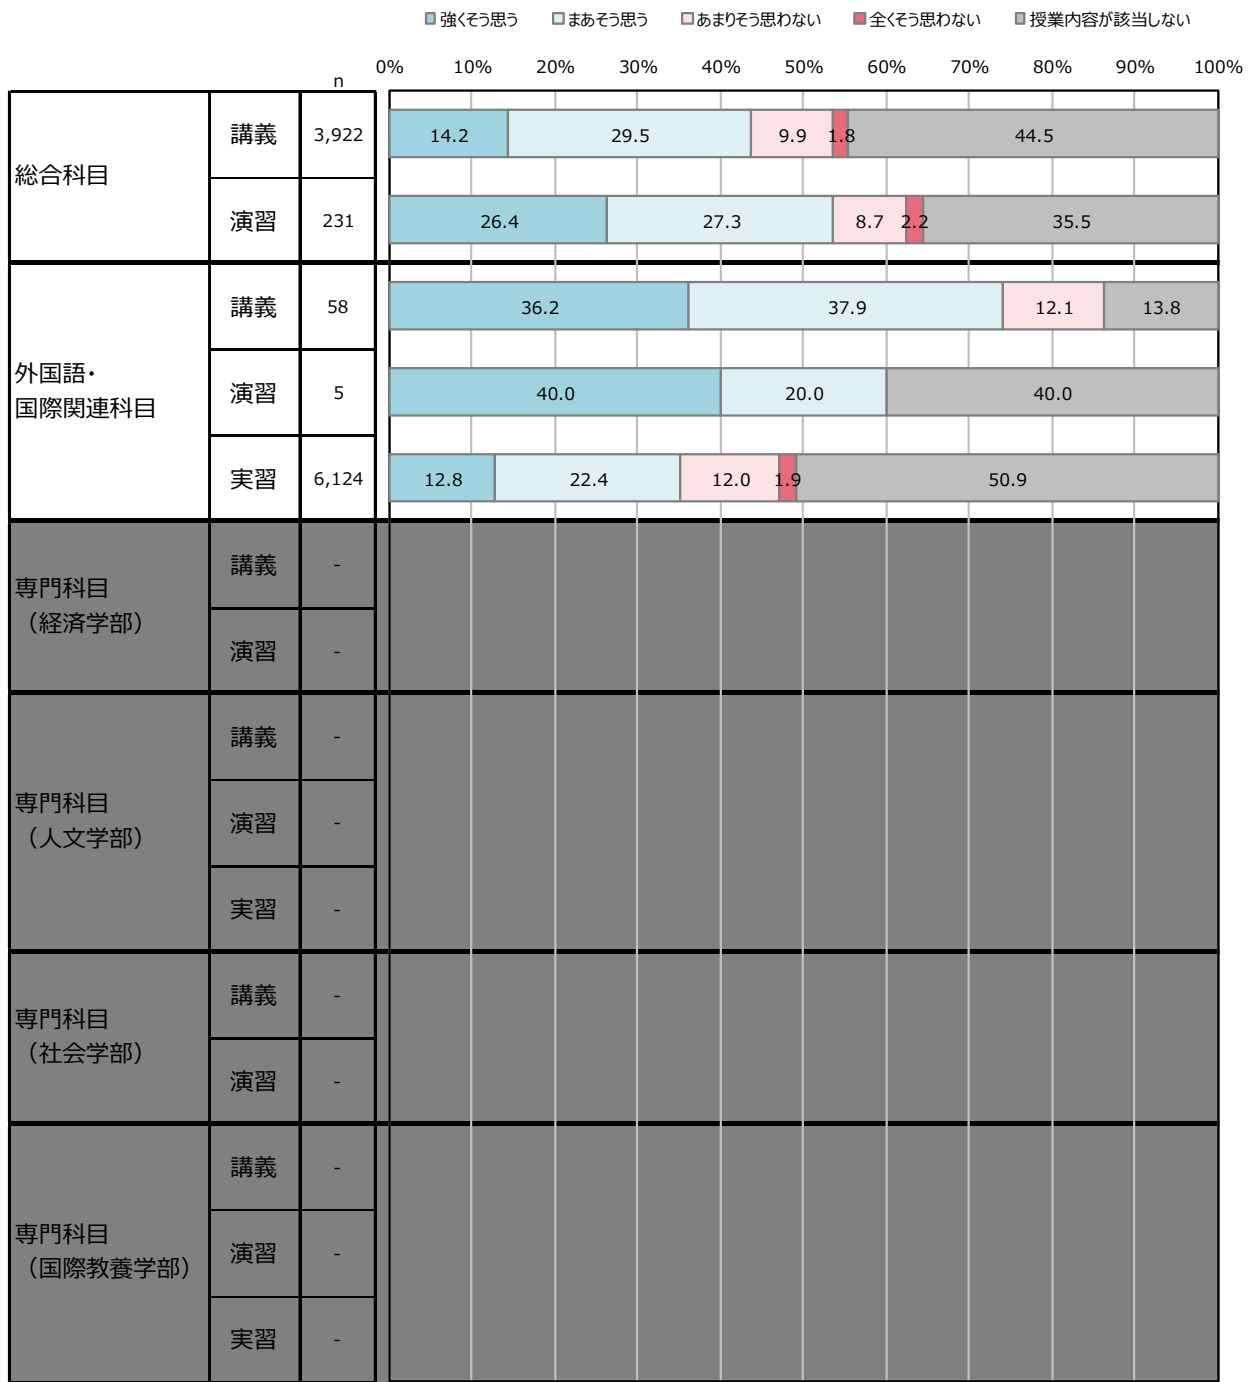 強くそう思う まあそう思う あまりそう思わない 全くそう思わない 授業内容が該当しない
n 0% 10% 20% 30% 40% 50% 60% 70% 80% 90% 100%
総合科目
講義 3,922 14.2 29.5 9.9 1.8 44.5
演習 231 26.4 27.3 8.7 2.2 35.5
外国語・
国際関連科目
講義 58 36.2 37.9 12.1 13.8
演習 5 40.0 20.0 40.0
実習 6,124 12.8 22.4 12.0 1.9 50.9
専門科目
（経済学部）
講義 -
演習 -
専門科目
（人文学部）
講義 -
演習 -
実習 -
専門科目
（社会学部）
講義 -
演習 -
専門科目
（国際教養学部）
講義 -
演習 -
実習 -